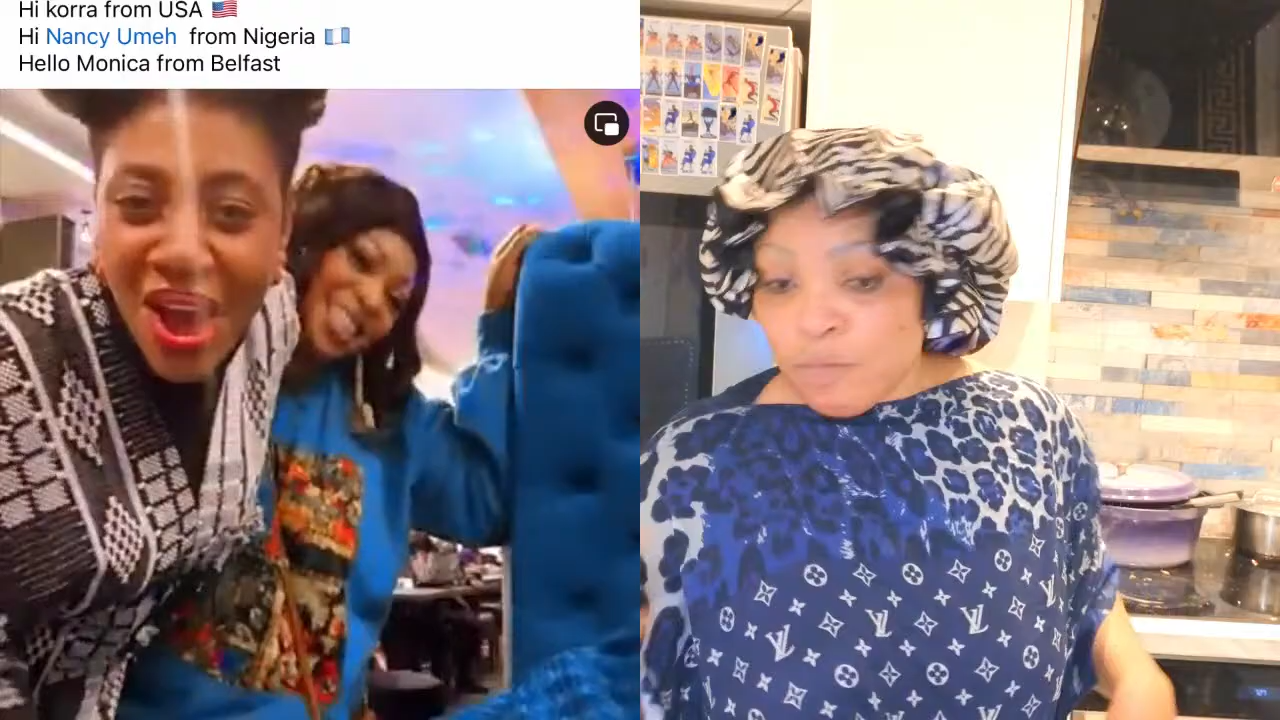 Hi korra from USA 🇺🇸
Hi Nancy Umeh from Nigeria 🇬🇹
Hello Monica from Belfast